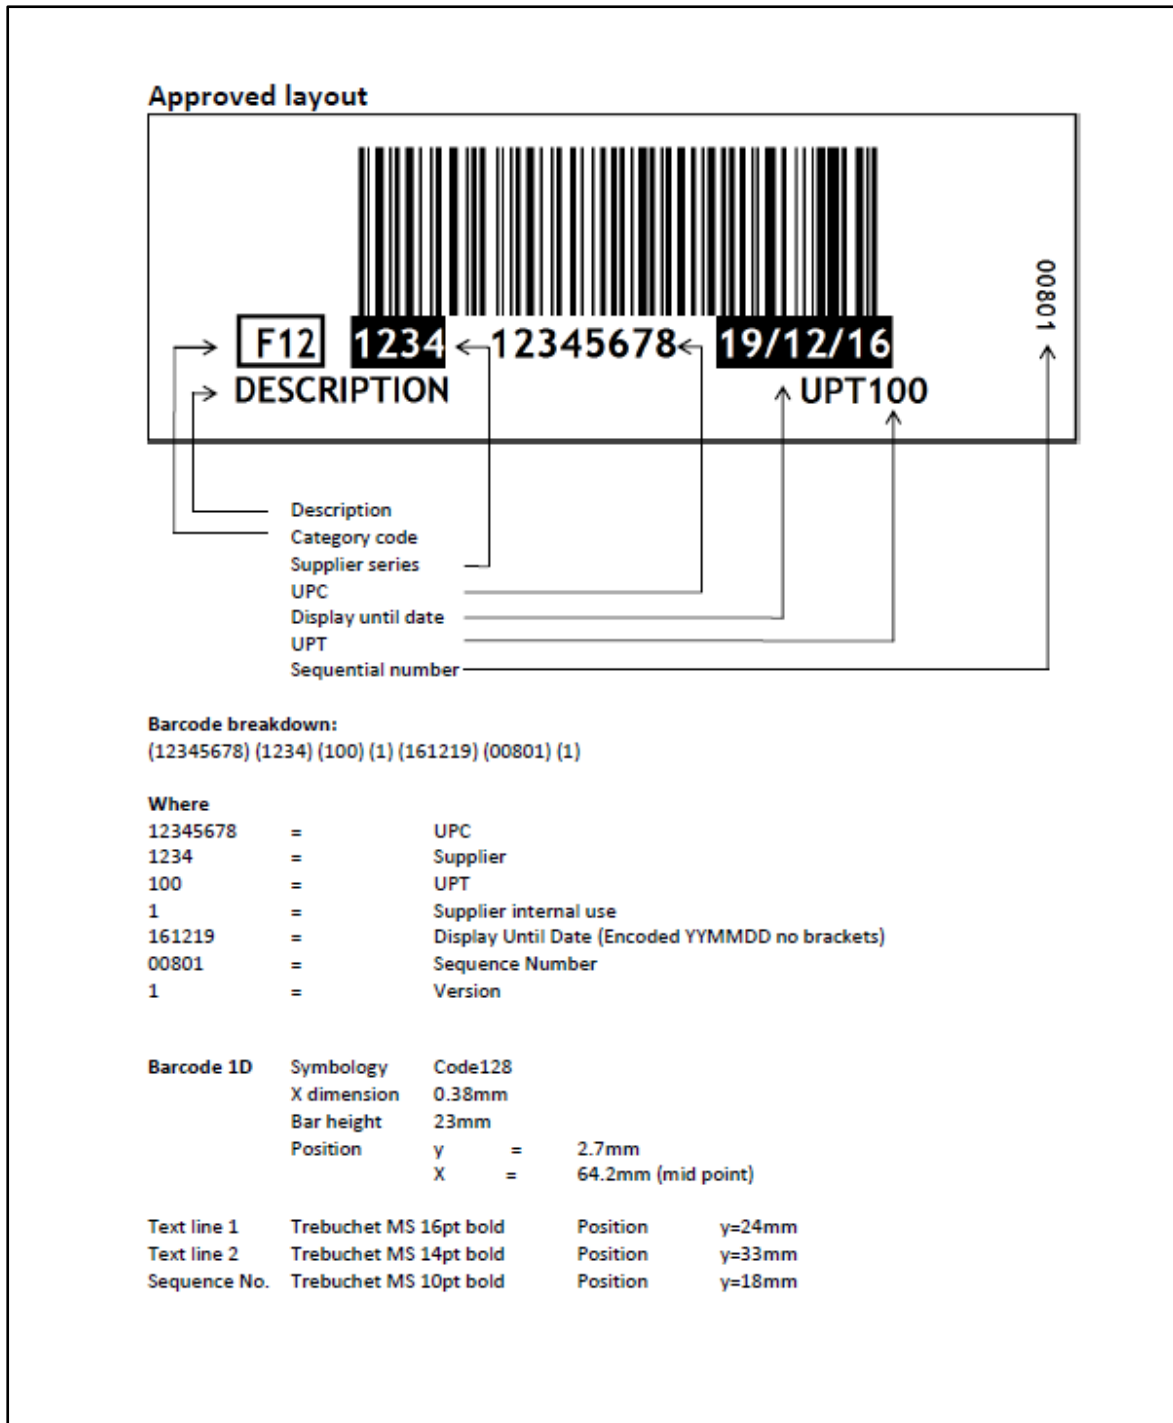 Approved layout
00801
F12 1234 12345678 19/12/16
DESCRIPTION UPT100
Description
Category code
Supplier series
UPC
Display until date
UPT
Sequential number
Barcode breakdown:
(12345678) (1234) (100) (1) (161219) (00801) (1)
Where
12345678 = UPC
1234 = Supplier
100 = UPT
1 = Supplier internal use
161219 = Display Until Date (Encoded YYMMDD no brackets)
00801 = Sequence Number
1 = Version
Barcode 1D Symbology Code128
X dimension 0.38mm
Bar height 23mm
Position y = 2.7mm
X = 64.2mm (mid point)
Text line 1 Trebuchet MS 16pt bold Position y=24mm
Text line 2 Trebuchet MS 14pt bold Position y=33mm
Sequence No. Trebuchet MS 10pt bold Position y=18mm